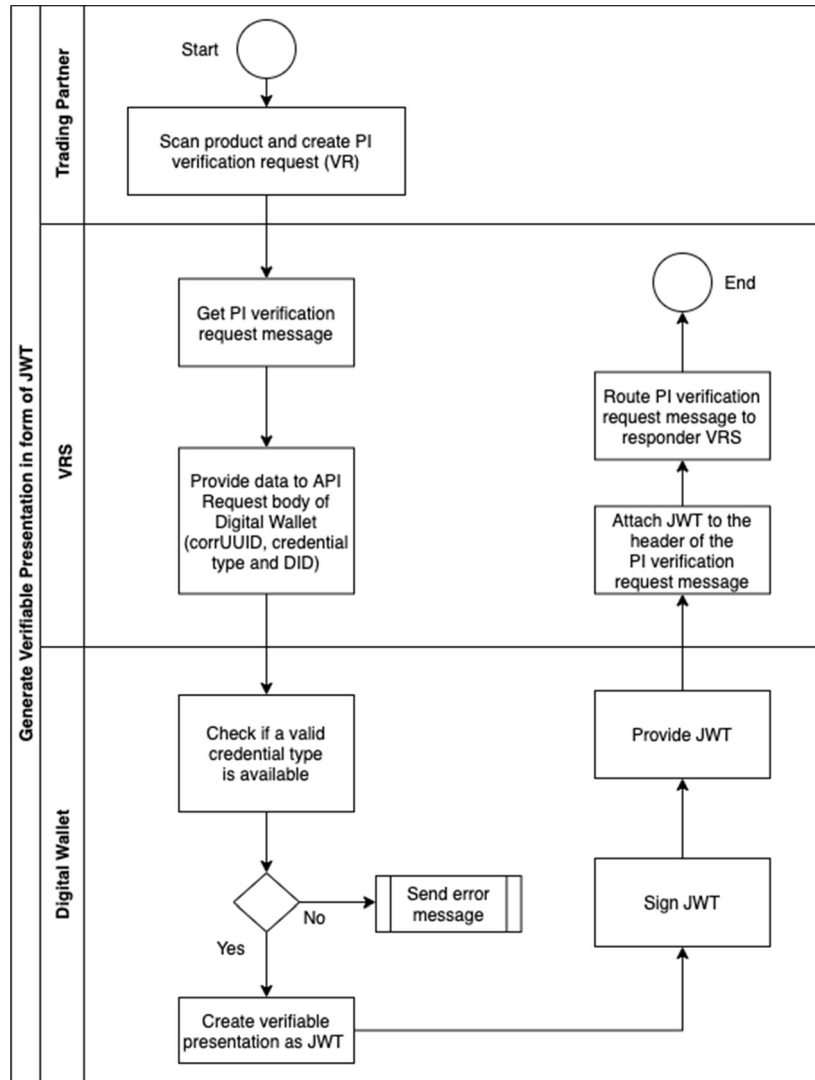 Generate Verifiable Presentation in form of JWT
Trading Partner
Start
Scan product and create PI
verification request (VR)
VRS
Get PI verification
request message
Provide data to API
Request body of
Digital Wallet
(corrUUID, credential
type and DID)
Digital Wallet
Check if a valid
credential type
is available
No
Send error
message
Yes
Create verifiable
presentation as JWT
Sign JWT
Provide JWT
Attach JWT to the
header of the
PI verification
request message
Route PI verification
request message to
responder VRS
End